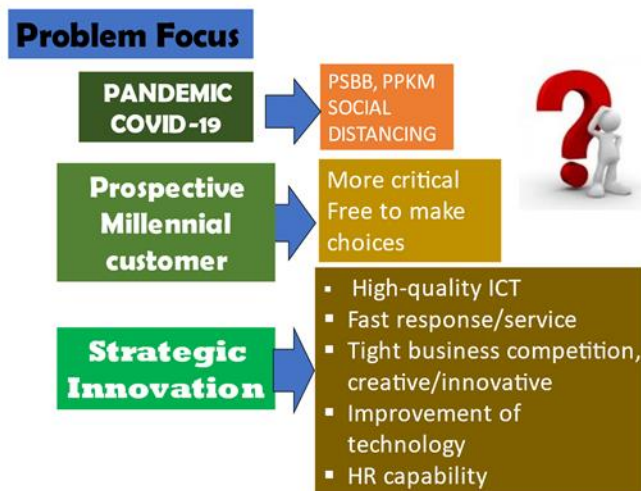 Problem Focus
PANDEMIC
COVID-19
PSBB, PPKM
SOCIAL
DISTANCING
Prospective
Millennial
customer
More critical
Free to make
choices
Strategic
Innovation
▪ High-quality ICT
▪ Fast response/service
▪ Tight business competition,
creative/innovative
▪ Improvement of
technology
▪ HR capability